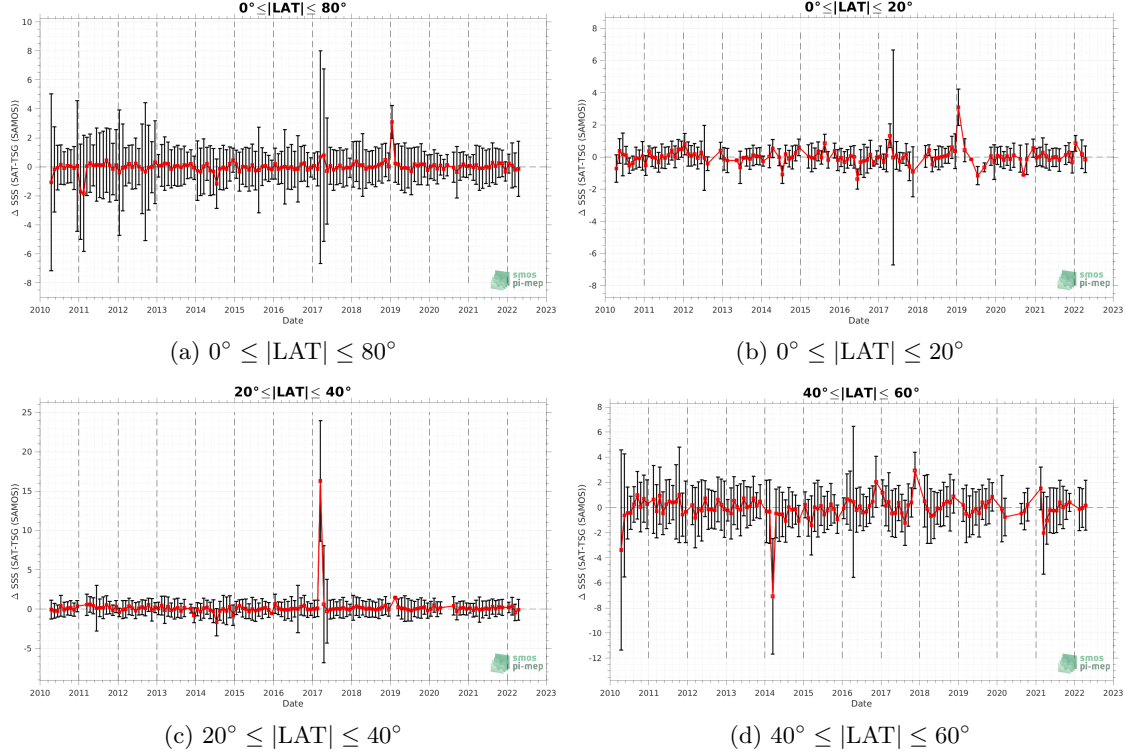 0°≤|LAT|≤ 80°
10
8
6
4
2
0
-2
-4
-6
-8
Δ SSS (SAT-TSG (SAMOS))
2010 2011 2012 2013 2014 2015 2016 2017 2018 2019 2020 2021 2022 2023
Date
smos
pi-mep
(a) 0° ≤ |LAT| ≤ 80°
0°≤|LAT|≤ 20°
8
6
4
2
0
-2
-4
-6
-8
Δ SSS (SAT-TSG (SAMOS))
2011 2012 2013 2014 2015 2016 2017 2018 2019 2020 2021 2022 2023
Date
smos
pi-mep
(b) 0° ≤ |LAT| ≤ 20°
20°≤|LAT|≤ 40°
25
20
15
10
5
0
-5
Δ SSS (SAT-TSG (SAMOS))
2010 2011 2012 2013 2014 2015 2016 2017 2018 2019 2020 2021 2022 2023
Date
smos
pi-mep
(c) 20° ≤ |LAT| ≤ 40°
40°≤|LAT|≤ 60°
8
6
4
2
0
-2
-4
-6
-8
-10
-12
Δ SSS (SAT-TSG (SAMOS))
2010 2011 2012 2013 2014 2015 2016 2017 2018 2019 2020 2021 2022 2023
Date
smos
pi-mep
(d) 40° ≤ |LAT| ≤ 60°